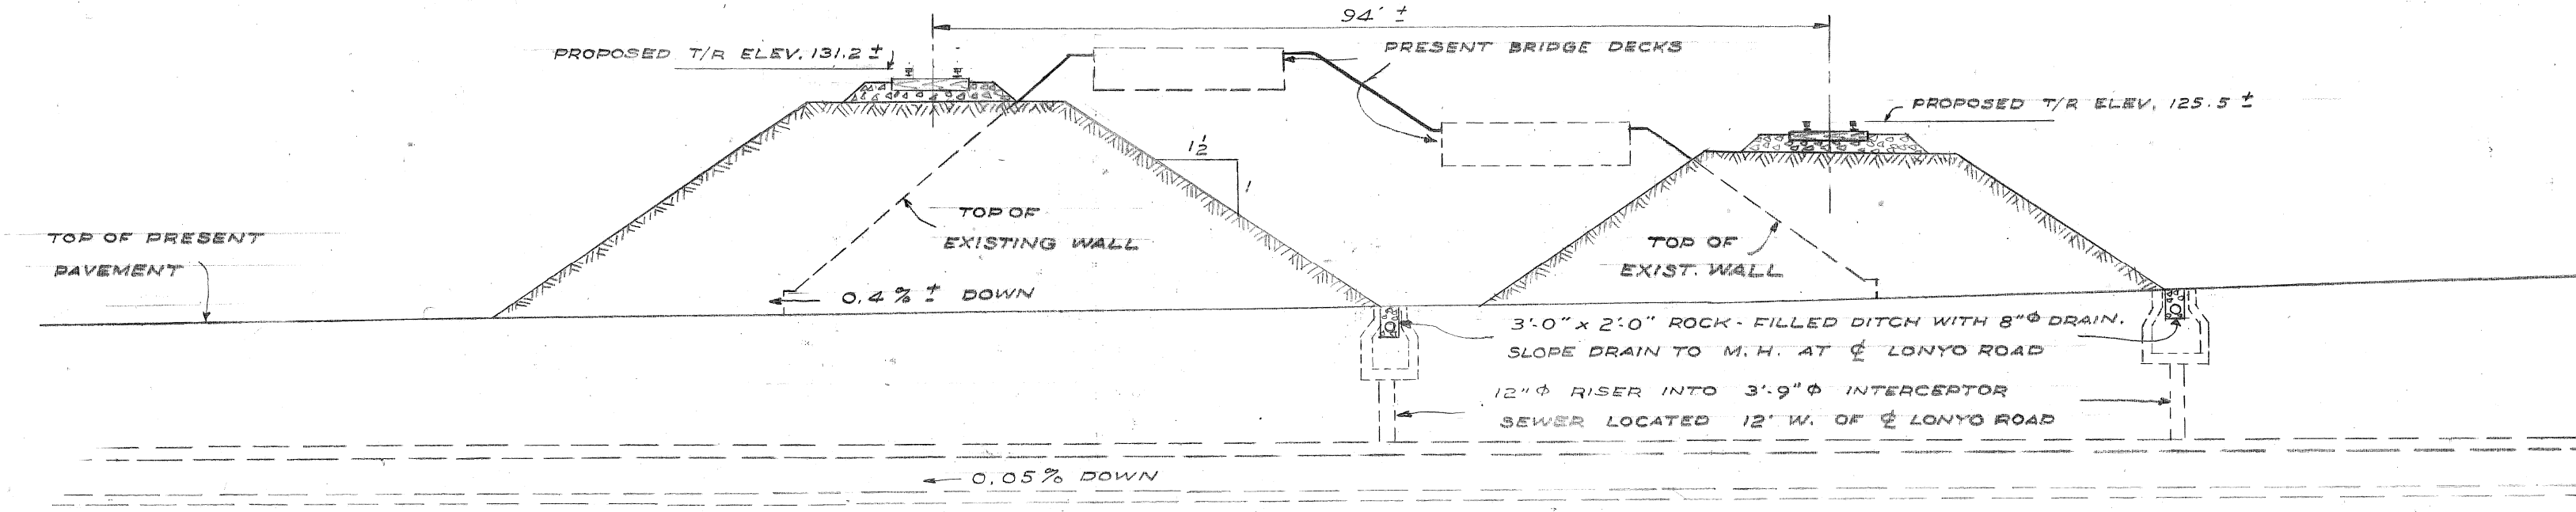 94' ±
PROPOSED T/R ELEV. 131.2 ±
PRESENT BRIDGE DECKS
PROPOSED T/R ELEV. 125.5 ±
1½
1
TOP OF
EXISTING WALL
TOP OF PRESENT
PAVEMENT
TOP OF
EXIST. WALL
0.4 % ± DOWN
3'-0" x 2'-0" ROCK-FILLED DITCH WITH 8"Φ DRAIN.
SLOPE DRAIN TO M.H. AT ℄ LONYO ROAD
12"Φ RISER INTO 3'-9"Φ INTERCEPTOR
SEWER LOCATED 12' W. OF ℄ LONYO ROAD
0.05% DOWN